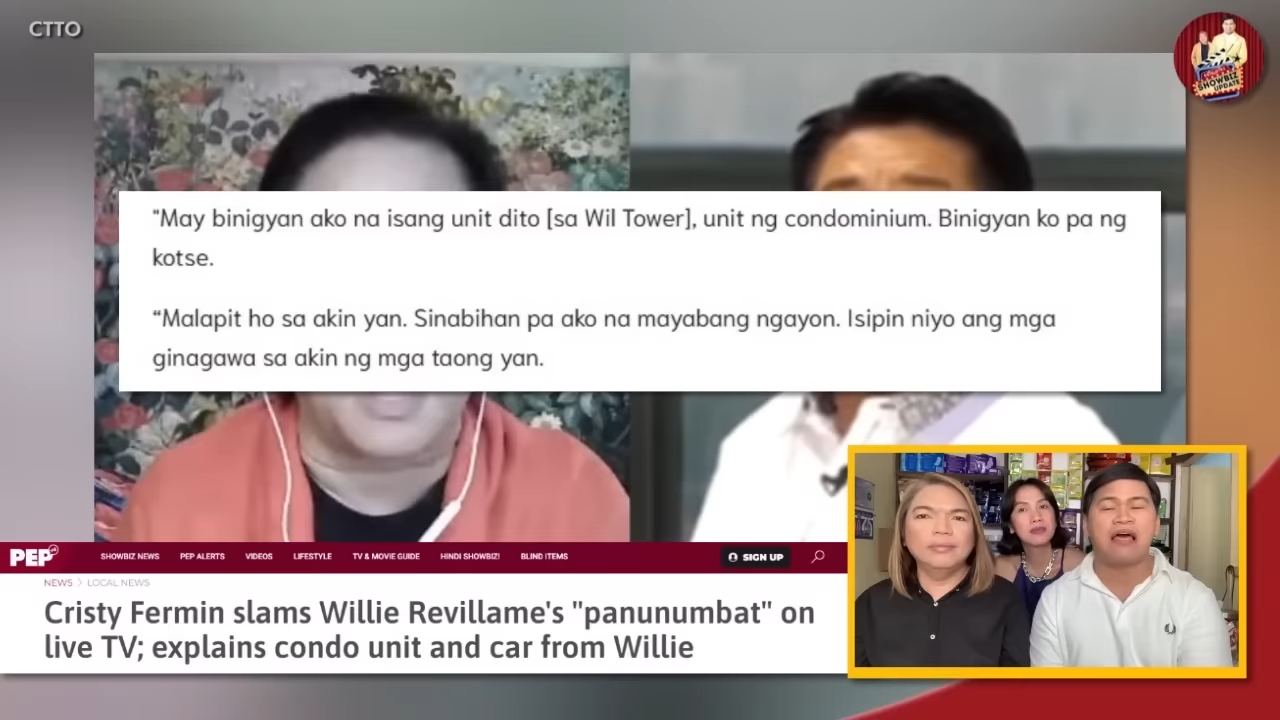 CTTO
SHOWBIZ
UPDATE
"May binigyan ako na isang unit dito [sa Wil Tower], unit ng condominium. Binigyan ko pa ng
kotse.
“Malapit ho sa akin yan. Sinabihan pa ako na mayabang ngayon. Isipin niyo ang mga
ginagawa sa akin ng mga taong yan.
PEP
SHOWBIZ NEWS PEP ALERTS VIDEOS LIFESTYLE TV & MOVIE GUIDE HINDI SHOWBIZ! BLIND ITEMS SIGN UP
NEWS > LOCAL NEWS
Cristy Fermin slams Willie Revillame's "panunumbat" on
live TV; explains condo unit and car from Willie